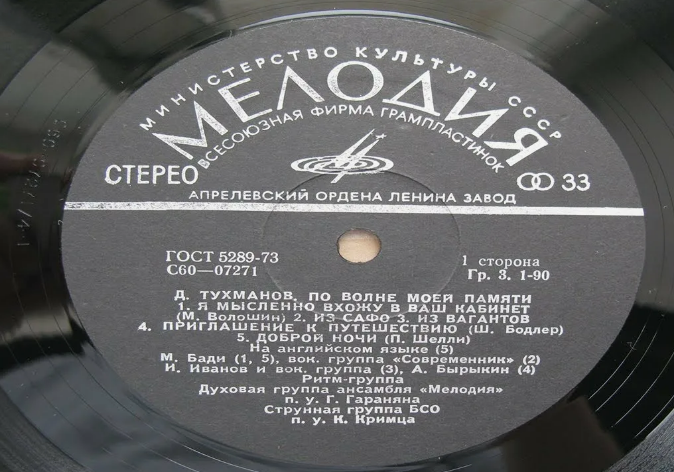 МИНИСТЕРСТВО КУЛЬТУРЫ СССР
МЕЛОДИЯ
ВСЕСОЮЗНАЯ ФИРМА ГРАМПЛАСТИНОК
СТЕРЕО
33
АПРЕЛЕВСКИЙ ОРДЕНА ЛЕНИНА ЗАВОД
ГОСТ 5289-73
С60—07271
1 сторона
Гр. 3. 1-90
Д. ТУХМАНОВ. ПО ВОЛНЕ МОЕЙ ПАМЯТИ
1. Я МЫСЛЕННО ВХОЖУ В ВАШ КАБИНЕТ
(М. Волошин) 2. ИЗ САФО 3. ИЗ ВАГАНТОВ
4. ПРИГЛАШЕНИЕ К ПУТЕШЕСТВИЮ (Ш. Бодлер)
5. ДОБРОЙ НОЧИ (П. Шелли)
На английском языке (5)
М. Бади (1, 5), вок. группа «Современник» (2)
И. Иванов и вок. группа (3), А. Бырыкин (4)
Ритм-группа
Духовая группа ансамбля «Мелодия»
п. у. Г. Гараняна
Струнная группа БСО
п. у. К. Кримца